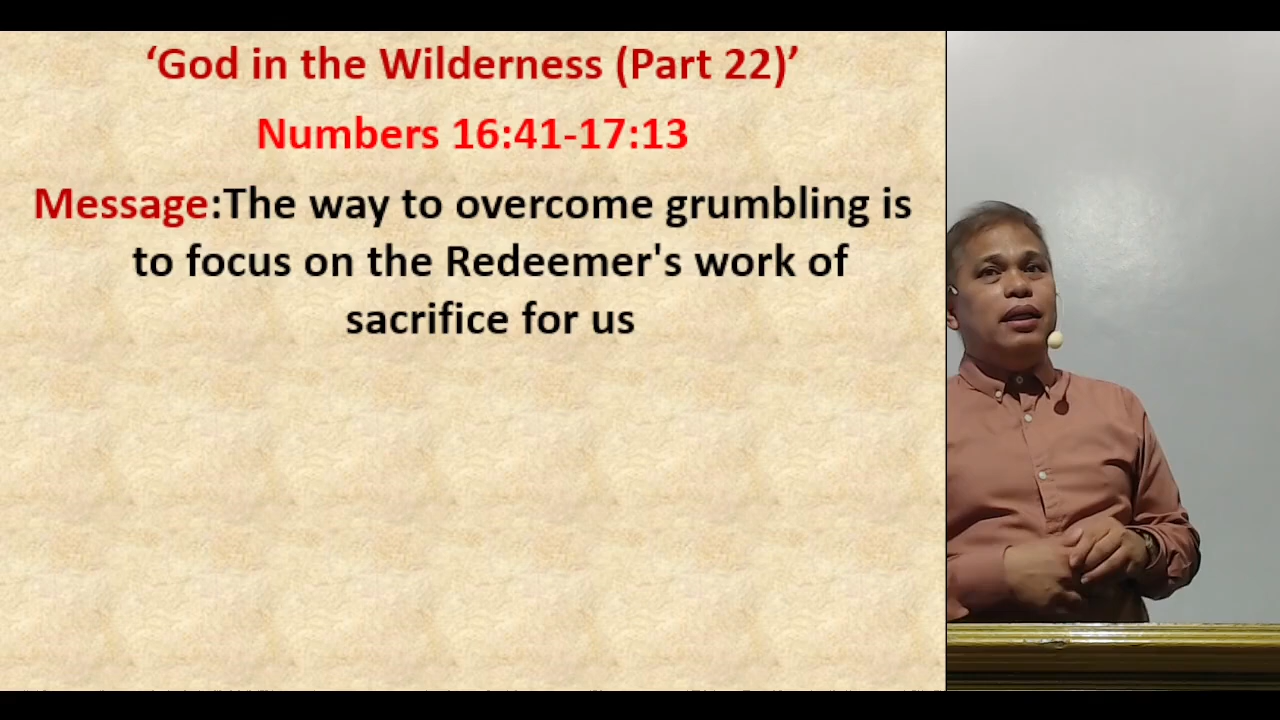 ‘God in the Wilderness (Part 22)’
Numbers 16:41-17:13
Message:The way to overcome grumbling is
to focus on the Redeemer's work of
sacrifice for us